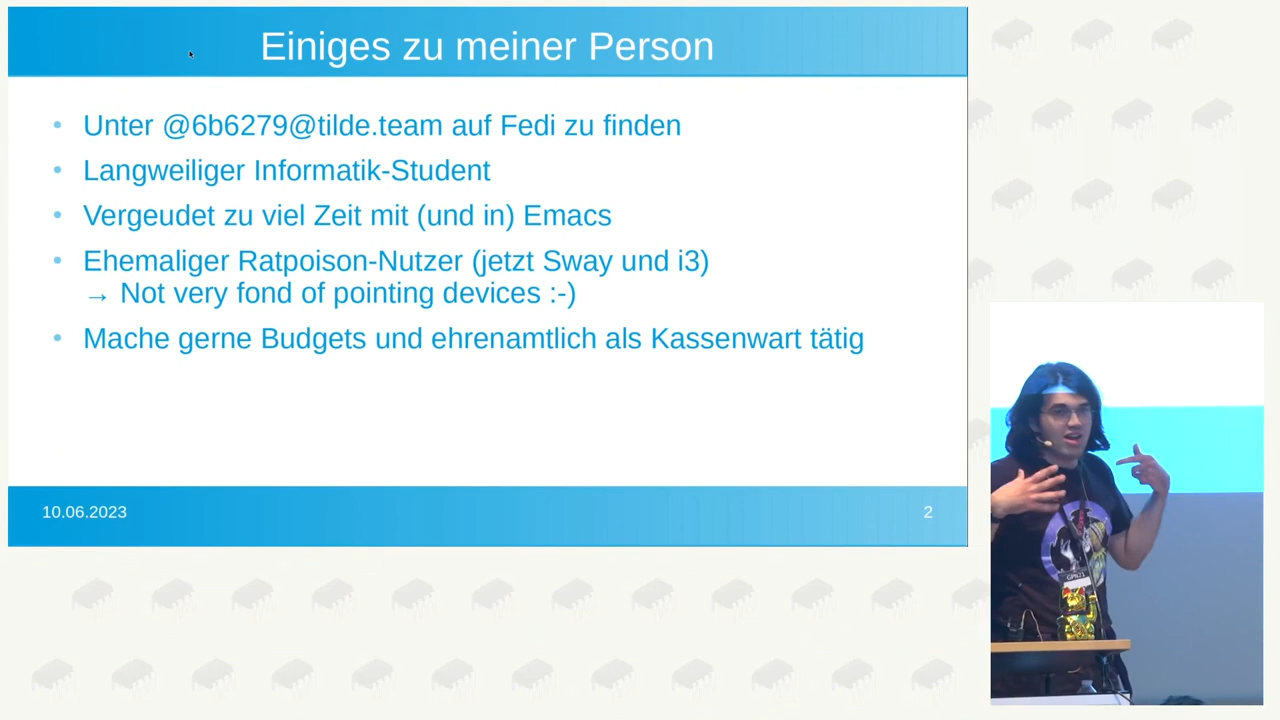 Einiges zu meiner Person
• Unter @6b6279@tilde.team auf Fedi zu finden
• Langweiliger Informatik-Student
• Vergeudet zu viel Zeit mit (und in) Emacs
• Ehemaliger Ratpoison-Nutzer (jetzt Sway und i3)
→ Not very fond of pointing devices :-)
• Mache gerne Budgets und ehrenamtlich als Kassenwart tätig
10.06.2023
2
GPN21